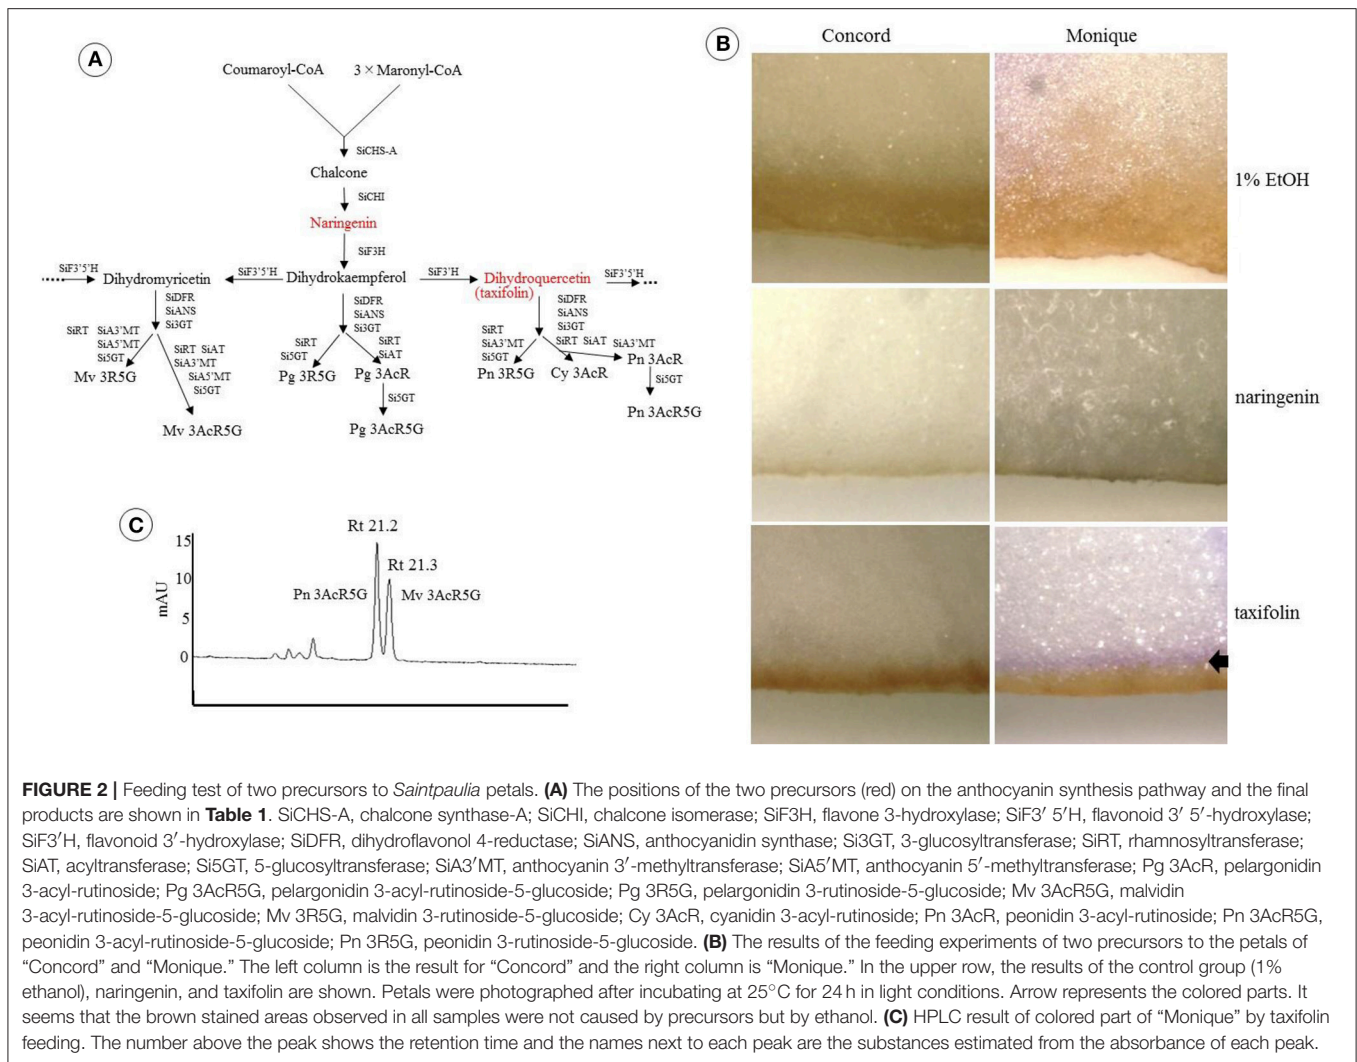 A
Coumaroyl-CoA 3 × Maronyl-CoA
SiCHS-A
Chalcone
SiCHI
Naringenin
SiF3H
SiF3'5'H Dihydromyricetin SiF3'5'H Dihydrokaempferol SiF3'H Dihydroquercetin SiF3'5'H
(taxifolin)
SiDFR
SiANS
Si3GT
SiRT SiA3'MT
SiA5'MT
Si5GT
SiRT SiAT
SiA3'MT
SiA5'MT
Si5GT
Mv 3R5G
Mv 3AcR5G
SiDFR
SiANS
Si3GT
SiRT
Si5GT
SiRT
SiAT
Pg 3R5G Pg 3AcR
Si5GT
Pg 3AcR5G
SiDFR
SiANS
Si3GT
SiRT
SiA3'MT
Si5GT
SiRT SiAT SiA3'MT
Pn 3R5G Cy 3AcR Pn 3AcR
Si5GT
Pn 3AcR5G
B
Concord Monique
1% EtOH
naringenin
taxifolin
C
Rt 21.2
Rt 21.3
Pn 3AcR5G Mv 3AcR5G
mAU
15
10
5
0
FIGURE 2 | Feeding test of two precursors to Saintpaulia petals. (A) The positions of the two precursors (red) on the anthocyanin synthesis pathway and the final
products are shown in Table 1. SiCHS-A, chalcone synthase-A; SiCHI, chalcone isomerase; SiF3H, flavone 3-hydroxylase; SiF3′ 5′H, flavonoid 3′ 5′-hydroxylase;
SiF3′H, flavonoid 3′-hydroxylase; SiDFR, dihydroflavonol 4-reductase; SiANS, anthocyanidin synthase; Si3GT, 3-glucosyltransferase; SiRT, rhamnosyltransferase;
SiAT, acyltransferase; Si5GT, 5-glucosyltransferase; SiA3′MT, anthocyanin 3′-methyltransferase; SiA5′MT, anthocyanin 5′-methyltransferase; Pg 3AcR, pelargonidin
3-acyl-rutinoside; Pg 3AcR5G, pelargonidin 3-acyl-rutinoside-5-glucoside; Pg 3R5G, pelargonidin 3-rutinoside-5-glucoside; Mv 3AcR5G, malvidin
3-acyl-rutinoside-5-glucoside; Mv 3R5G, malvidin 3-rutinoside-5-glucoside; Cy 3AcR, cyanidin 3-acyl-rutinoside; Pn 3AcR, peonidin 3-acyl-rutinoside; Pn 3AcR5G,
peonidin 3-acyl-rutinoside-5-glucoside; Pn 3R5G, peonidin 3-rutinoside-5-glucoside. (B) The results of the feeding experiments of two precursors to the petals of
“Concord” and “Monique.” The left column is the result for “Concord” and the right column is “Monique.” In the upper row, the results of the control group (1%
ethanol), naringenin, and taxifolin are shown. Petals were photographed after incubating at 25°C for 24 h in light conditions. Arrow represents the colored parts. It
seems that the brown stained areas observed in all samples were not caused by precursors but by ethanol. (C) HPLC result of colored part of “Monique” by taxifolin
feeding. The number above the peak shows the retention time and the names next to each peak are the substances estimated from the absorbance of each peak.